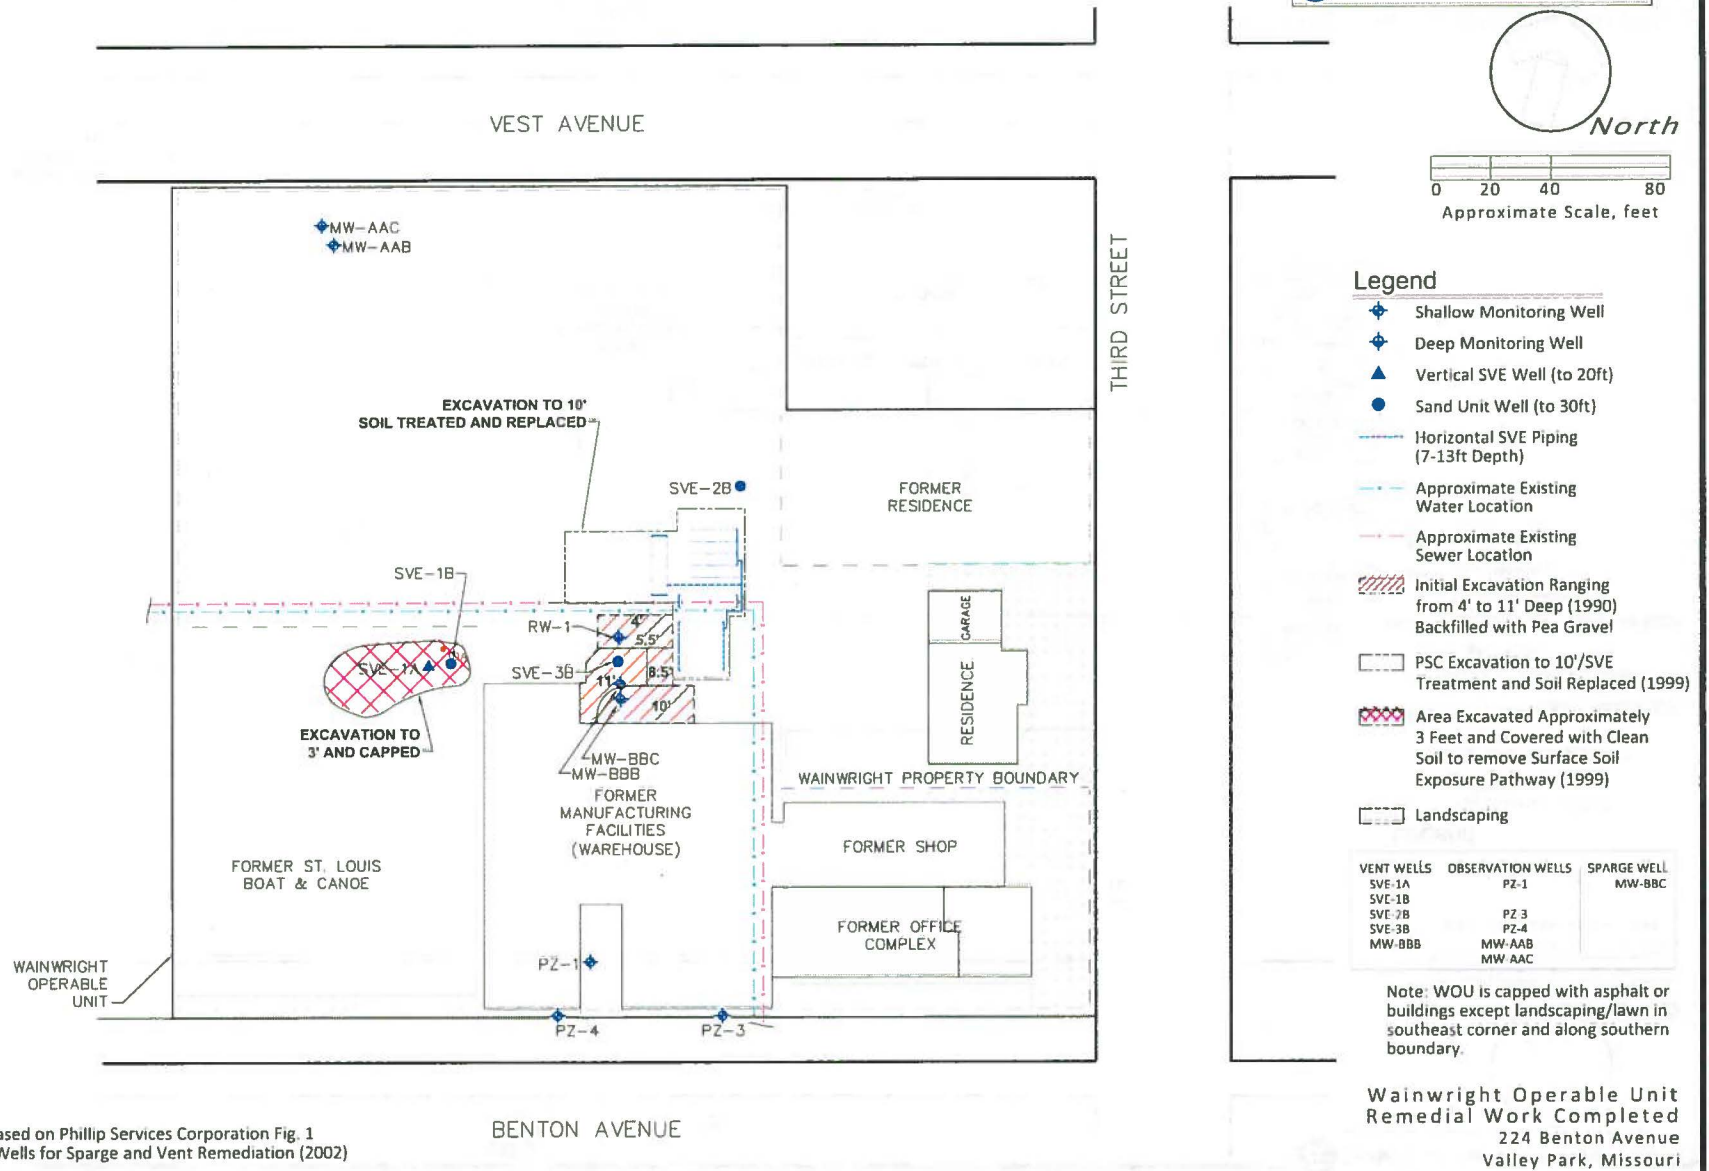 North
0 20 40 80
Approximate Scale, feet
VEST AVENUE
THIRD STREET
MW-AAC
MW-AAB
EXCAVATION TO 10'
SOIL TREATED AND REPLACED
SVE-2B
FORMER
RESIDENCE
SVE-1B
RW-1
4'
5.5'
SVE-1A
SVE-3B
11'
8.5'
10'
GARAGE
RESIDENCE
EXCAVATION TO
3' AND CAPPED
MW-BBC
MW-BBB
WAINWRIGHT PROPERTY BOUNDARY
FORMER
MANUFACTURING
FACILITIES
(WAREHOUSE)
FORMER SHOP
FORMER ST. LOUIS
BOAT & CANOE
FORMER OFFICE
COMPLEX
PZ-1
WAINWRIGHT
OPERABLE
UNIT
PZ-4
PZ-3
BENTON AVENUE
ased on Phillip Services Corporation Fig. 1
Wells for Sparge and Vent Remediation (2002)
Legend
Shallow Monitoring Well
Deep Monitoring Well
Vertical SVE Well (to 20ft)
Sand Unit Well (to 30ft)
Horizontal SVE Piping
(7-13ft Depth)
Approximate Existing
Water Location
Approximate Existing
Sewer Location
Initial Excavation Ranging
from 4' to 11' Deep (1990)
Backfilled with Pea Gravel
PSC Excavation to 10'/SVE
Treatment and Soil Replaced (1999)
Area Excavated Approximately
3 Feet and Covered with Clean
Soil to remove Surface Soil
Exposure Pathway (1999)
Landscaping
VENT WELLS OBSERVATION WELLS SPARGE WELL
SVE-1A PZ-1 MW-BBC
SVE-1B
SVE-2B PZ 3
SVE-3B PZ-4
MW-BBB MW-AAB
MW AAC
Note: WOU is capped with asphalt or
buildings except landscaping/lawn in
southeast corner and along southern
boundary.
Wainwright Operable Unit
Remedial Work Completed
224 Benton Avenue
Valley Park, Missouri